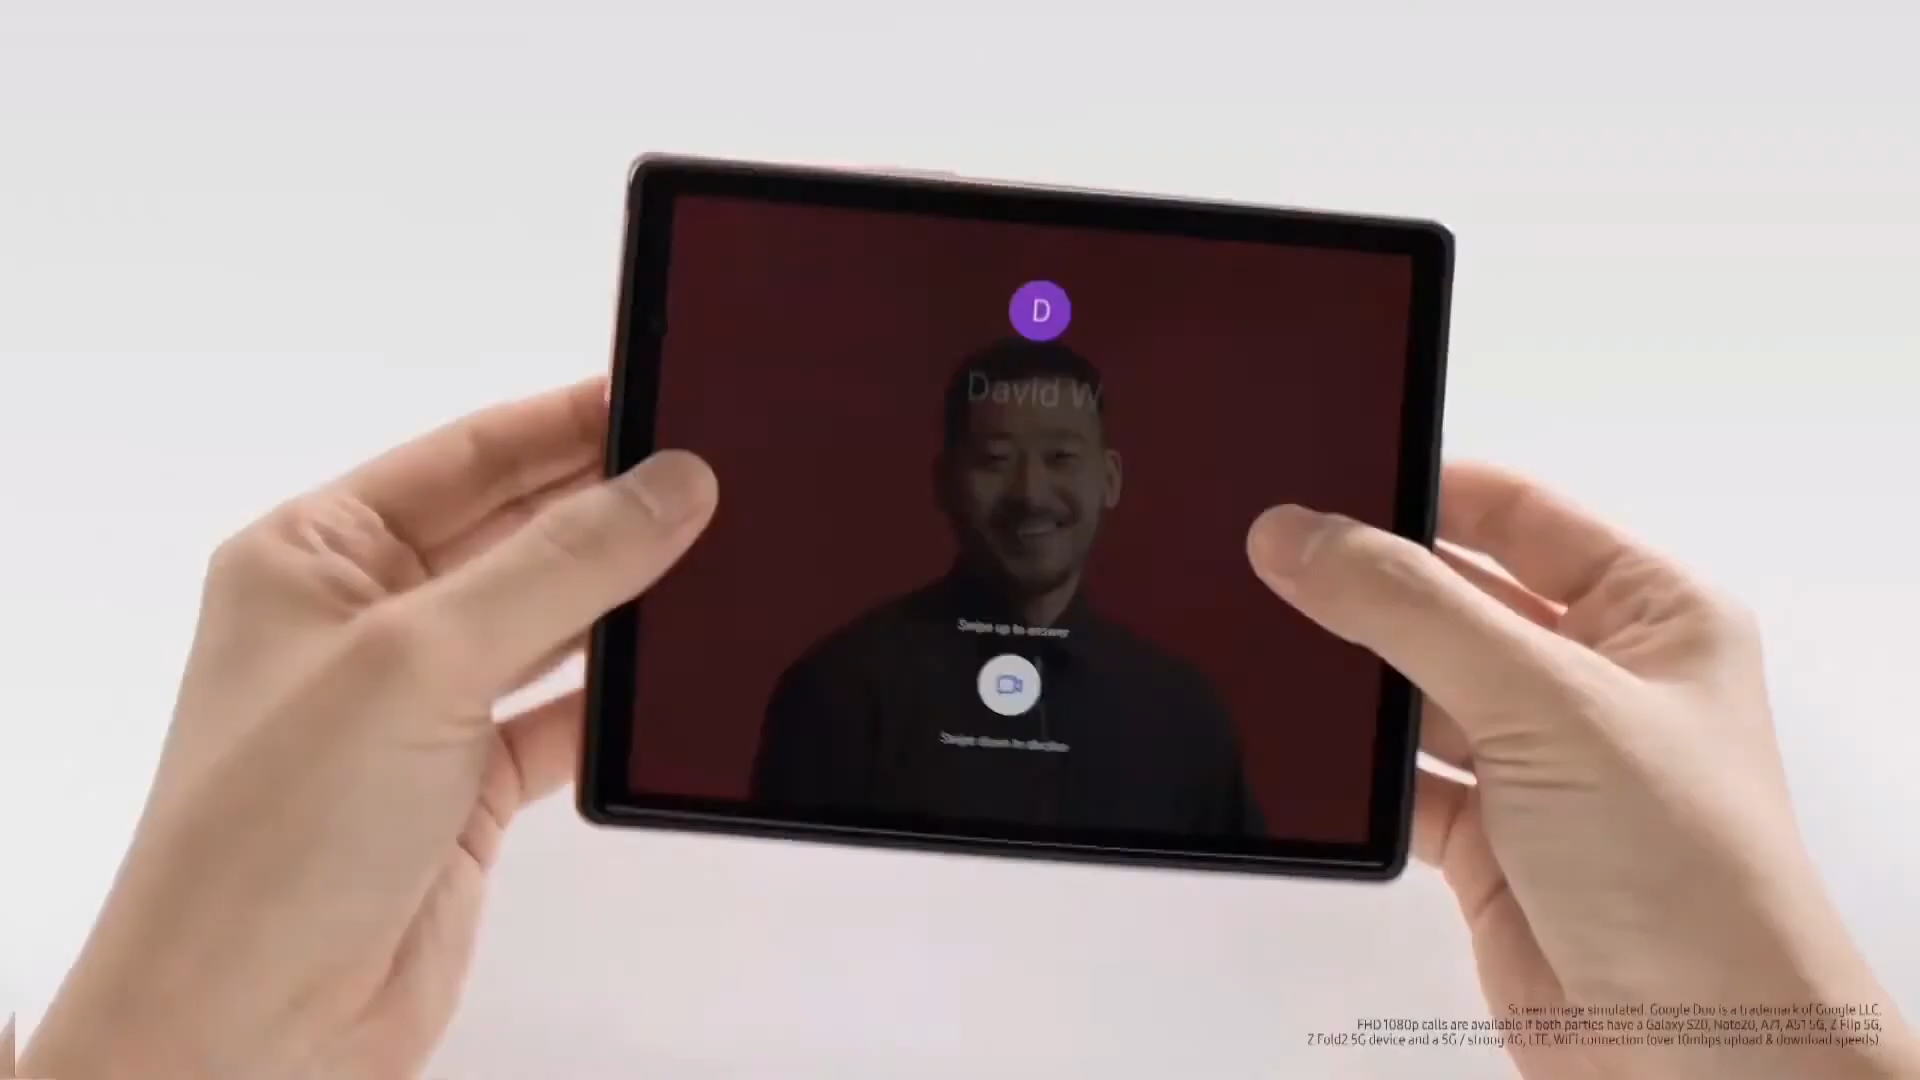 D
David W
Swipe up to answer
Swipe down to decline
Screen image simulated. Google Duo is a trademark of Google LLC.
FHD 1080p calls are available if both parties have a Galaxy S20, Note20, A71, A51 5G, Z Flip 5G,
Z Fold2 5G device and a 5G / strong 4G, LTE, WiFi connection (over 10mbps upload & download speeds)